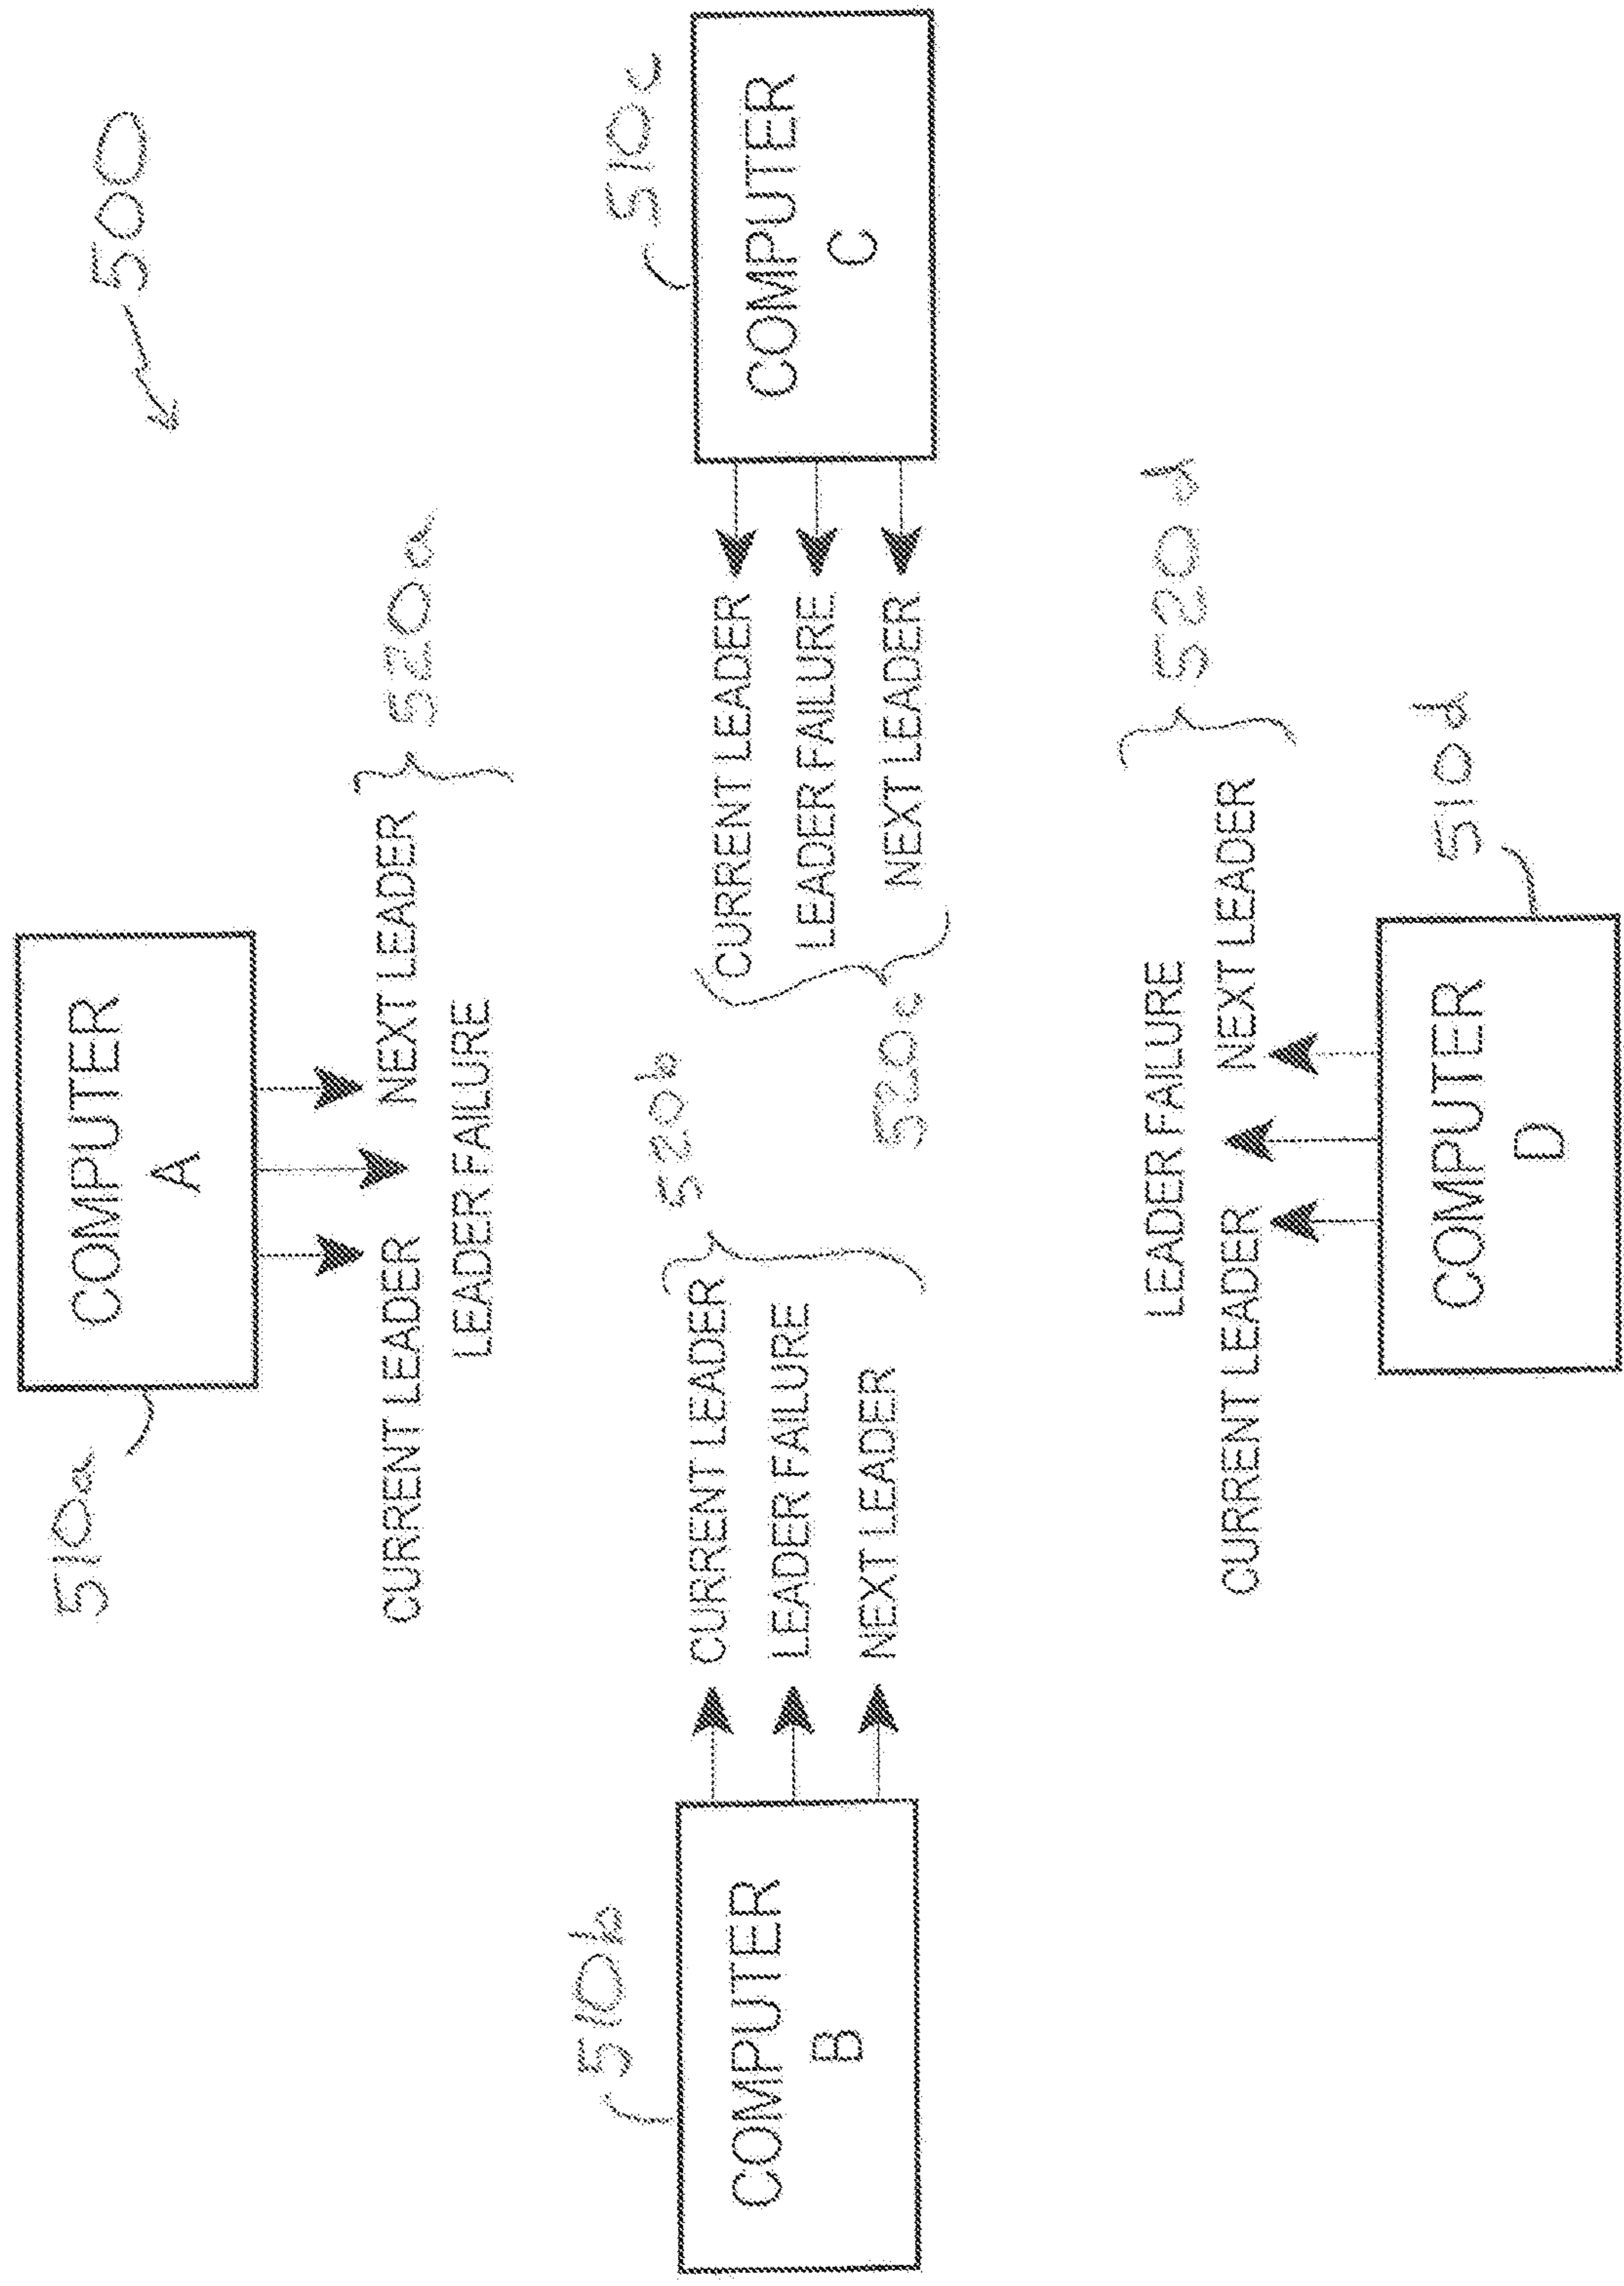 500
COMPUTER
A
510a
CURRENT LEADER
NEXT LEADER
LEADER FAILURE
520a
COMPUTER
B
510b
CURRENT LEADER
LEADER FAILURE
NEXT LEADER
520b
COMPUTER
C
510c
CURRENT LEADER
LEADER FAILURE
NEXT LEADER
520c
LEADER FAILURE
CURRENT LEADER
NEXT LEADER
520d
COMPUTER
D
510d